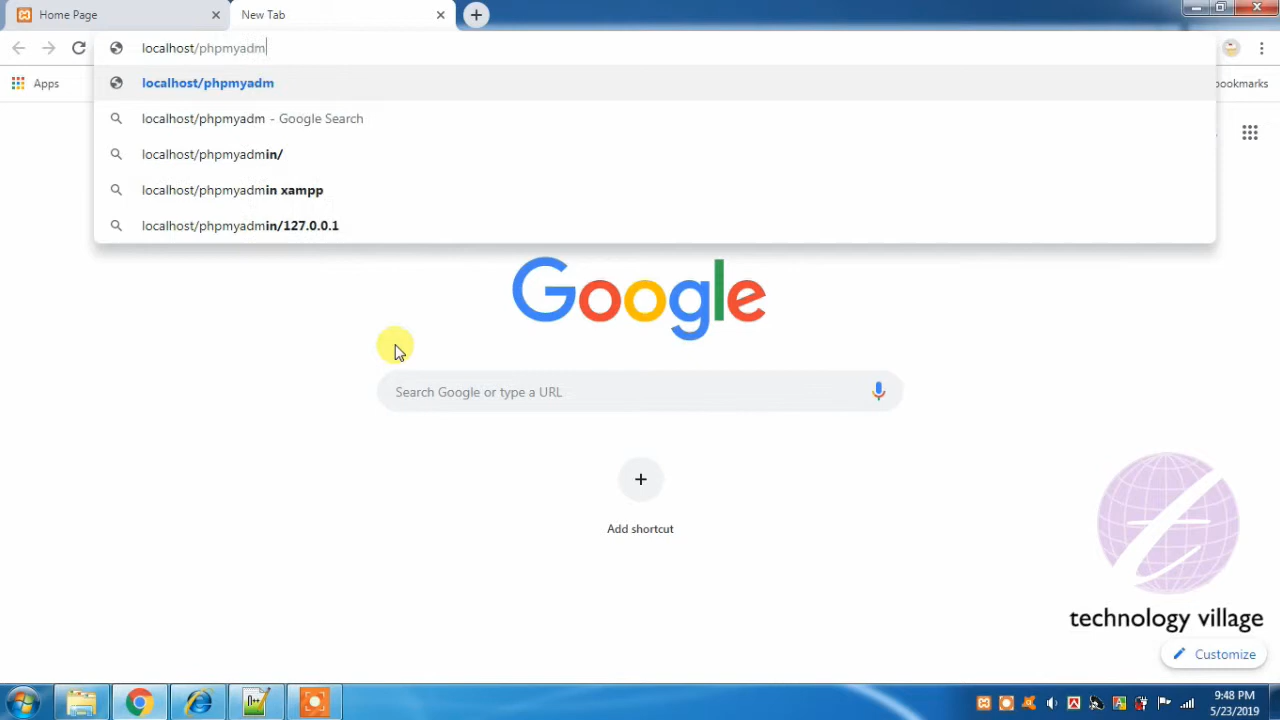 Home Page
New Tab
localhost/phpmyadm
Apps
bookmarks
localhost/phpmyadm
localhost/phpmyadm - Google Search
localhost/phpmyadmin/
localhost/phpmyadmin xampp
localhost/phpmyadmin/127.0.0.1
Google
Search Google or type a URL
Add shortcut
technology village
Customize
9:48 PM
5/23/2019